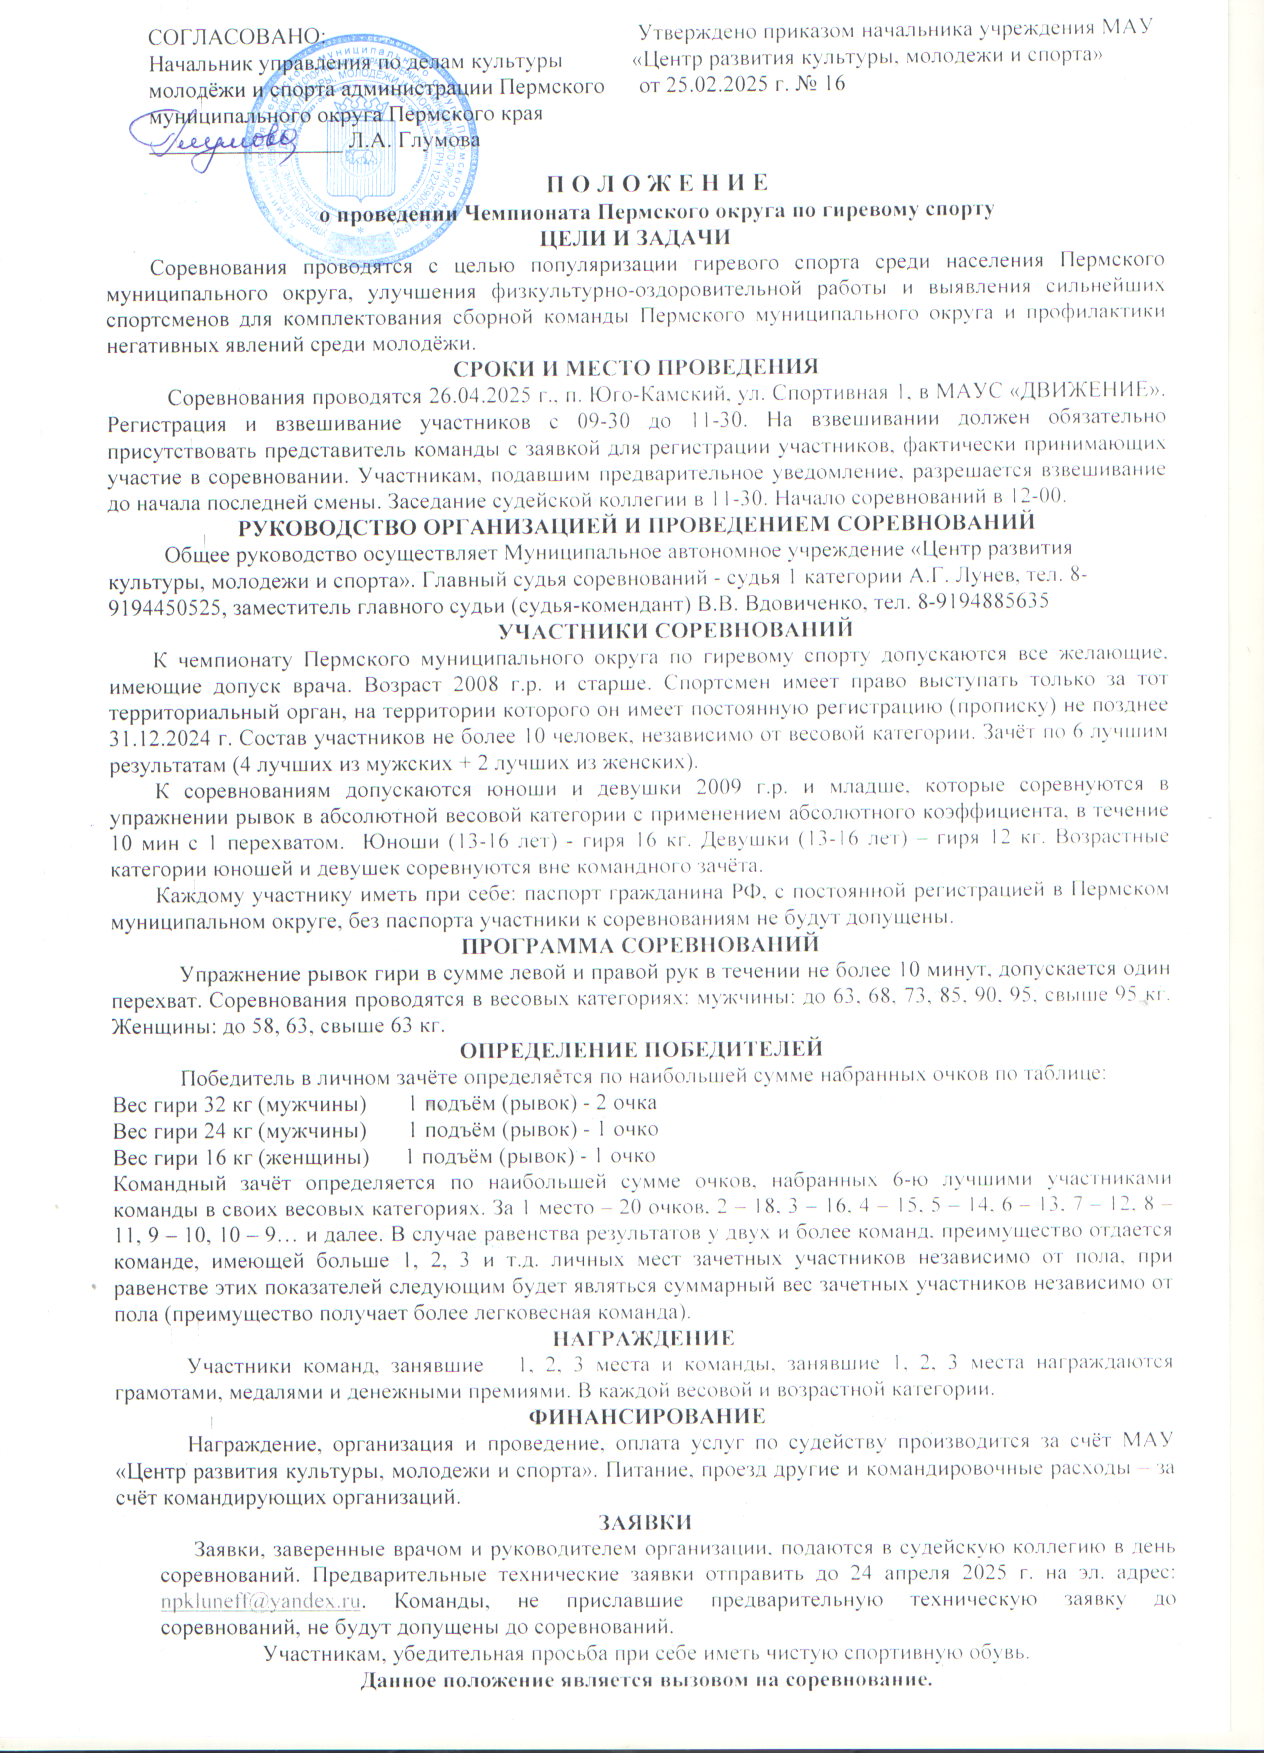 СОГЛАСОВАНО:
Начальник управления по делам культуры
молодёжи и спорта администрации Пермского
муниципального округа Пермского края
Л.А. Глумова
Утверждено приказом начальника учреждения МАУ
«Центр развития культуры, молодежи и спорта»
от 25.02.2025 г. № 16
П О Л О Ж Е Н И Е
о проведении Чемпионата Пермского округа по гиревому спорту
ЦЕЛИ И ЗАДАЧИ
Соревнования проводятся с целью популяризации гиревого спорта среди населения Пермского
муниципального округа, улучшения физкультурно-оздоровительной работы и выявления сильнейших
спортсменов для комплектования сборной команды Пермского муниципального округа и профилактики
негативных явлений среди молодёжи.
СРОКИ И МЕСТО ПРОВЕДЕНИЯ
Соревнования проводятся 26.04.2025 г., п. Юго-Камский, ул. Спортивная 1, в МАУС «ДВИЖЕНИЕ».
Регистрация и взвешивание участников с 09-30 до 11-30. На взвешивании должен обязательно
присутствовать представитель команды с заявкой для регистрации участников, фактически принимающих
участие в соревновании. Участникам, подавшим предварительное уведомление, разрешается взвешивание
до начала последней смены. Заседание судейской коллегии в 11-30. Начало соревнований в 12-00.
РУКОВОДСТВО ОРГАНИЗАЦИЕЙ И ПРОВЕДЕНИЕМ СОРЕВНОВАНИЙ
Общее руководство осуществляет Муниципальное автономное учреждение «Центр развития
культуры, молодежи и спорта». Главный судья соревнований - судья 1 категории А.Г. Лунев, тел. 8-
9194450525, заместитель главного судьи (судья-комендант) В.В. Вдовиченко, тел. 8-9194885635
УЧАСТНИКИ СОРЕВНОВАНИЙ
К чемпионату Пермского муниципального округа по гиревому спорту допускаются все желающие,
имеющие допуск врача. Возраст 2008 г.р. и старше. Спортсмен имеет право выступать только за тот
территориальный орган, на территории которого он имеет постоянную регистрацию (прописку) не позднее
31.12.2024 г. Состав участников не более 10 человек, независимо от весовой категории. Зачёт по 6 лучшим
результатам (4 лучших из мужских + 2 лучших из женских).
К соревнованиям допускаются юноши и девушки 2009 г.р. и младше, которые соревнуются в
упражнении рывок в абсолютной весовой категории с применением абсолютного коэффициента, в течение
10 мин с 1 перехватом. Юноши (13-16 лет) - гиря 16 кг. Девушки (13-16 лет) – гиря 12 кг. Возрастные
категории юношей и девушек соревнуются вне командного зачёта.
Каждому участнику иметь при себе: паспорт гражданина РФ, с постоянной регистрацией в Пермском
муниципальном округе, без паспорта участники к соревнованиям не будут допущены.
ПРОГРАММА СОРЕВНОВАНИЙ
Упражнение рывок гири в сумме левой и правой рук в течении не более 10 минут, допускается один
перехват. Соревнования проводятся в весовых категориях: мужчины: до 63, 68, 73, 85, 90, 95, свыше 95 кг.
Женщины: до 58, 63, свыше 63 кг.
ОПРЕДЕЛЕНИЕ ПОБЕДИТЕЛЕЙ
Победитель в личном зачёте определяется по наибольшей сумме набранных очков по таблице:
Вес гири 32 кг (мужчины) 1 подъём (рывок) - 2 очка
Вес гири 24 кг (мужчины) 1 подъём (рывок) - 1 очко
Вес гири 16 кг (женщины) 1 подъём (рывок) - 1 очко
Командный зачёт определяется по наибольшей сумме очков, набранных 6-ю лучшими участниками
команды в своих весовых категориях. За 1 место – 20 очков, 2 – 18, 3 – 16, 4 – 15, 5 – 14, 6 – 13, 7 – 12, 8 –
11, 9 – 10, 10 – 9… и далее. В случае равенства результатов у двух и более команд, преимущество отдается
команде, имеющей больше 1, 2, 3 и т.д. личных мест зачетных участников независимо от пола, при
равенстве этих показателей следующим будет являться суммарный вес зачетных участников независимо от
пола (преимущество получает более легковесная команда).
НАГРАЖДЕНИЕ
Участники команд, занявшие 1, 2, 3 места и команды, занявшие 1, 2, 3 места награждаются
грамотами, медалями и денежными премиями. В каждой весовой и возрастной категории.
ФИНАНСИРОВАНИЕ
Награждение, организация и проведение, оплата услуг по судейству производится за счёт МАУ
«Центр развития культуры, молодежи и спорта». Питание, проезд другие и командировочные расходы – за
счёт командирующих организаций.
ЗАЯВКИ
Заявки, заверенные врачом и руководителем организации, подаются в судейскую коллегию в день
соревнований. Предварительные технические заявки отправить до 24 апреля 2025 г. на эл. адрес:
npkluneff@yandex.ru. Команды, не приславшие предварительную техническую заявку до
соревнований, не будут допущены до соревнований.
Участникам, убедительная просьба при себе иметь чистую спортивную обувь.
Данное положение является вызовом на соревнование.